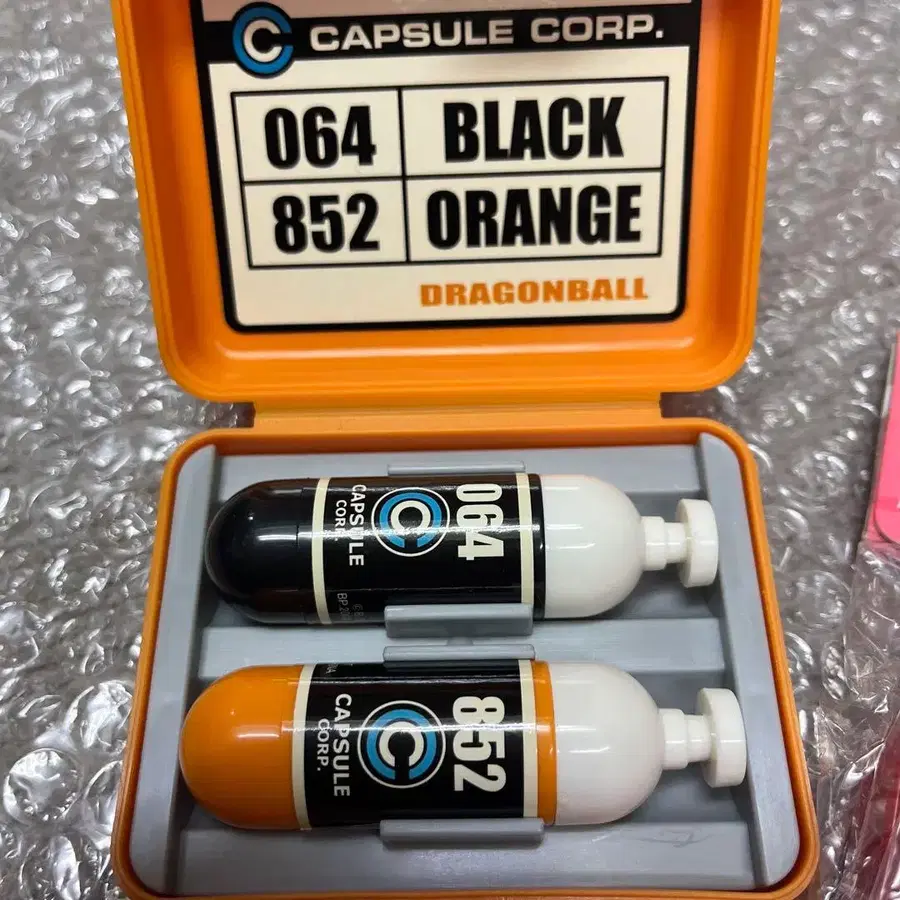 C CAPSULE CORP.
064 BLACK
852 ORANGE
DRAGONBALL
064
C
CAPSULE
CORP.
852
C
CAPSULE
CORP.